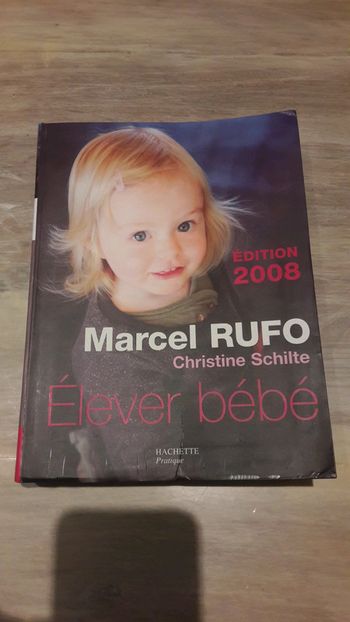 ÉDITION
2008
Marcel RUFO
Christine Schilte
Élever bébé
HACHETTE
Pratique